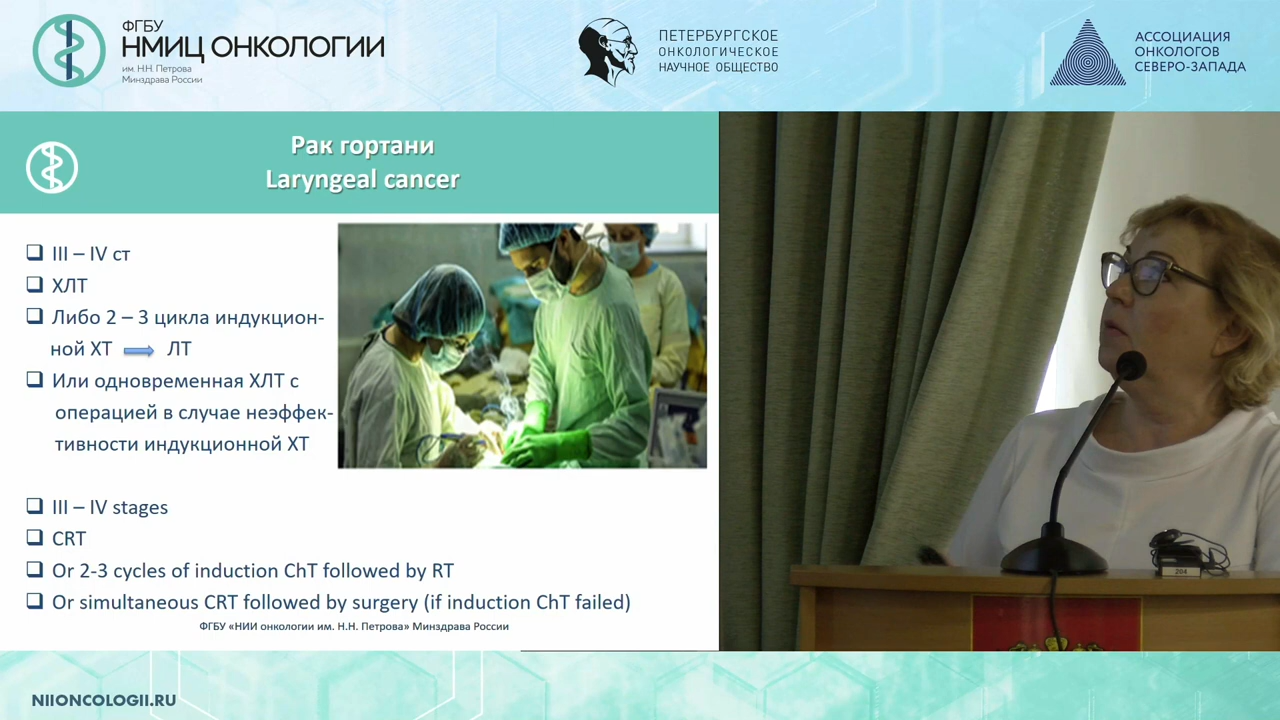 ФГБУ
НМИЦ ОНКОЛОГИИ
им. Н.Н. Петрова
Минздрава России
ПЕТЕРБУРГСКОЕ
ОНКОЛОГИЧЕСКОЕ
НАУЧНОЕ ОБЩЕСТВО
АССОЦИАЦИЯ
ОНКОЛОГОВ
СЕВЕРО-ЗАПАДА
Рак гортани
Laryngeal cancer
III – IV ст
ХЛТ
Либо 2 – 3 цикла индукцион-
ной ХТ ЛТ
Или одновременная ХЛТ с
операцией в случае неэффек-
тивности индукционной ХТ
III – IV stages
CRT
Or 2-3 cycles of induction ChT followed by RT
Or simultaneous CRT followed by surgery (if induction ChT failed)
ФГБУ «НИИ онкологии им. Н.Н. Петрова» Минздрава России
204
NIIONCOLOGII.RU